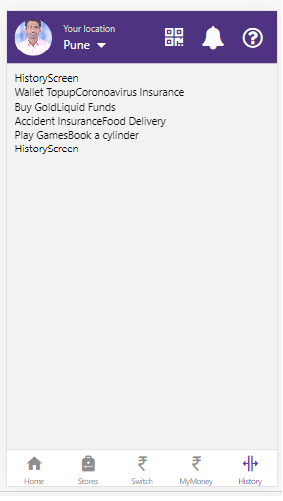 Your location
Pune
HistoryScreen
Wallet TopupCoronoavirus Insurance
Buy GoldLiquid Funds
Accident InsuranceFood Delivery
Play GamesBook a cylinder
HistoryScreen
Home
Stores
Switch
MyMoney
History